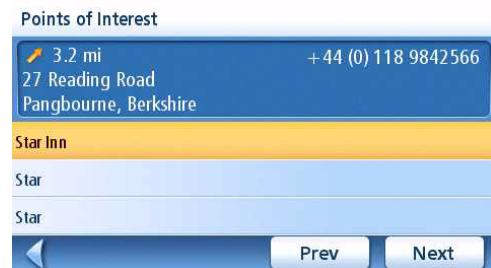 Points of Interest
3.2 mi +44 (0) 118 9842566
27 Reading Road
Pangbourne, Berkshire
Star Inn
Star
Star
Prev Next